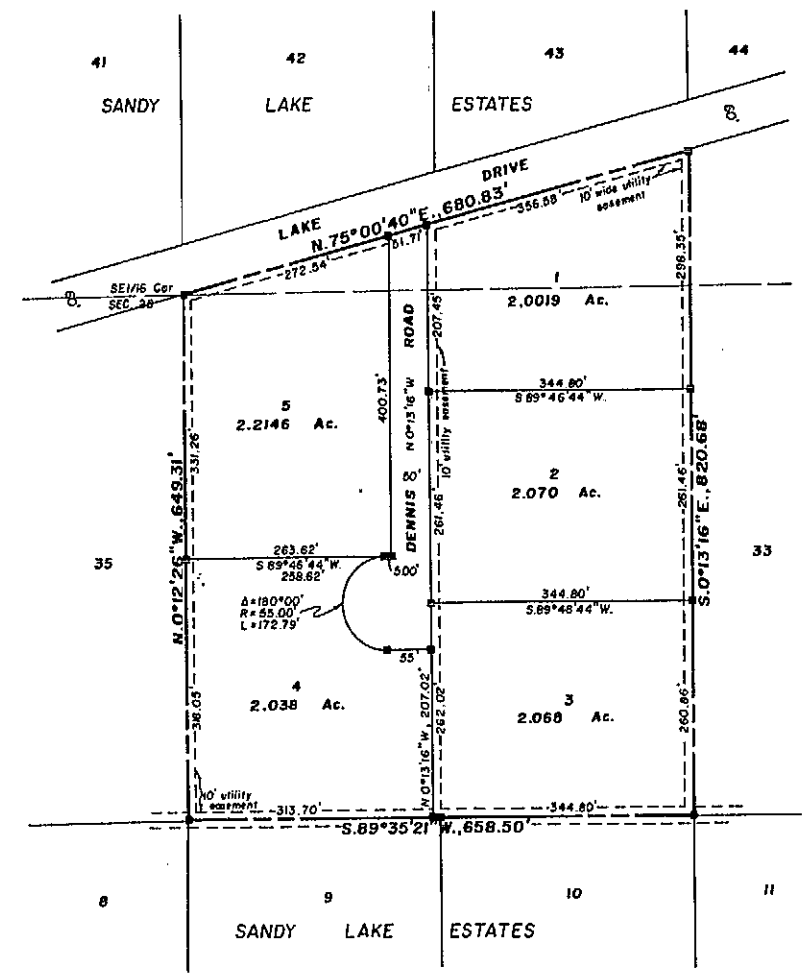 41
42
43
44
SANDY LAKE ESTATES
60'
LAKE DRIVE
N.75°00'40"E.,680.83'
272.54'
51.71'
356.58'
10' wide utility
easement
SE1/16 Cor
SEC. 28
1
2.0019 Ac.
298.35'
207.45'
10' utility easement
DENNIS ROAD
N 0°13'16"W
50'
400.73'
344.80'
S 89°46'44"W.
5
2.2146 Ac.
331.26'
N.0°12'26"W.,649.31'
2
2.070 Ac.
261.46'
261.46'
S.0°13'16"E.,820.68'
35
33
263.62'
S 89°46'44"W.
258.62'
5.00'
Δ=180°00'
R=55.00'
L=172.79'
344.80'
S.89°46'44"W.
55'
4
2.038 Ac.
318.05'
N 0°13'16"W, 207.02'
262.02'
3
2.068 Ac.
260.86'
10' utility
easement
313.70'
344.80'
S.89°35'21"W.,658.50'
8
9
10
11
SANDY LAKE ESTATES